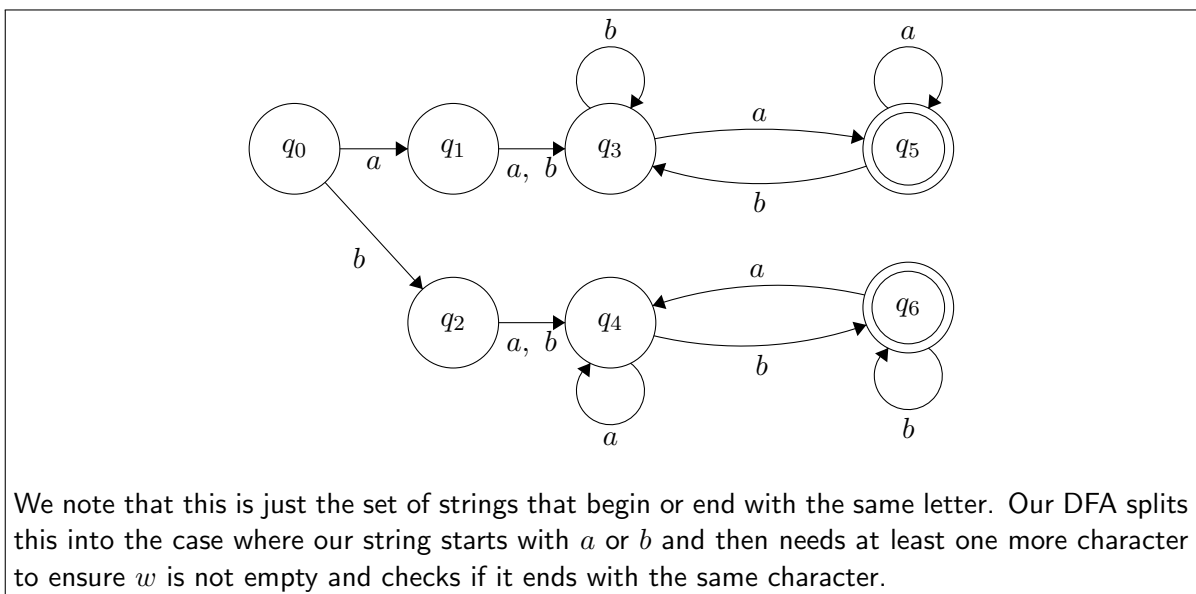 b
a
a
q0
a
q1
a, b
q3
q5
b
b
a
q2
a, b
q4
q6
b
a
b
We note that this is just the set of strings that begin or end with the same letter. Our DFA splits
this into the case where our string starts with a or b and then needs at least one more character
to ensure w is not empty and checks if it ends with the same character.